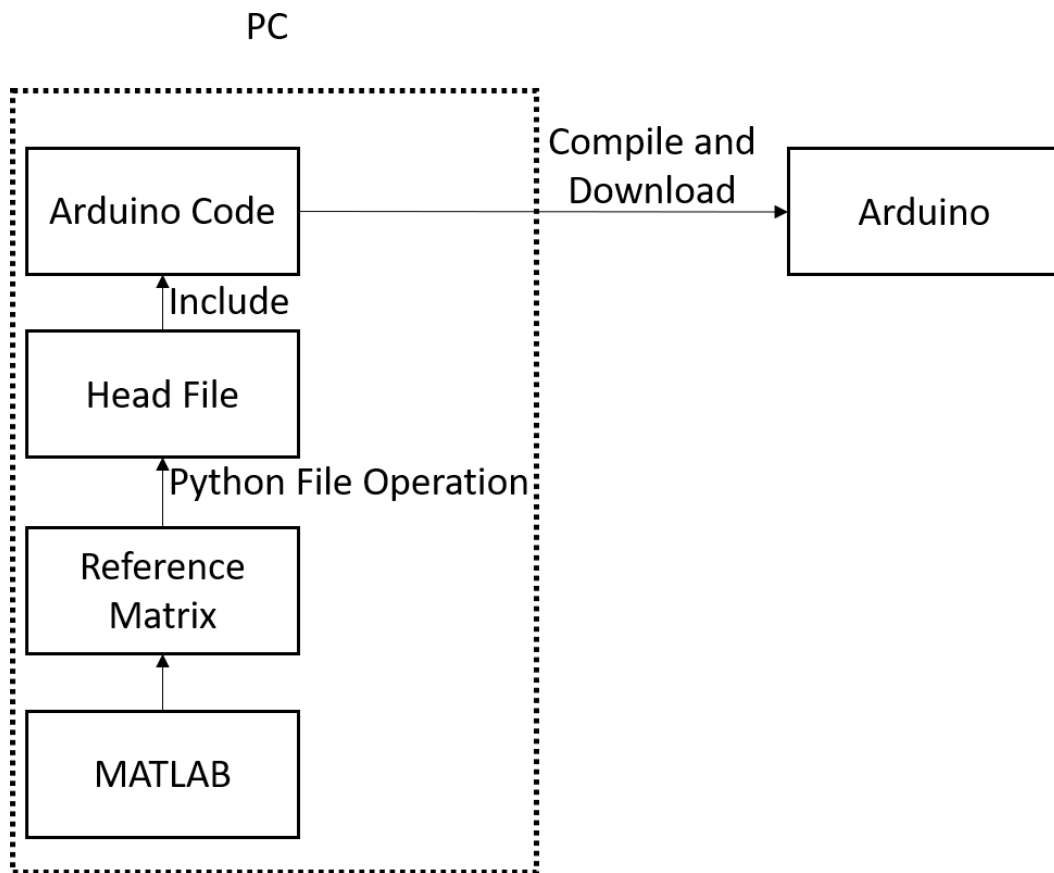 PC
Compile and
Download
Arduino Code
Arduino
Include
Head File
Python File Operation
Reference
Matrix
MATLAB